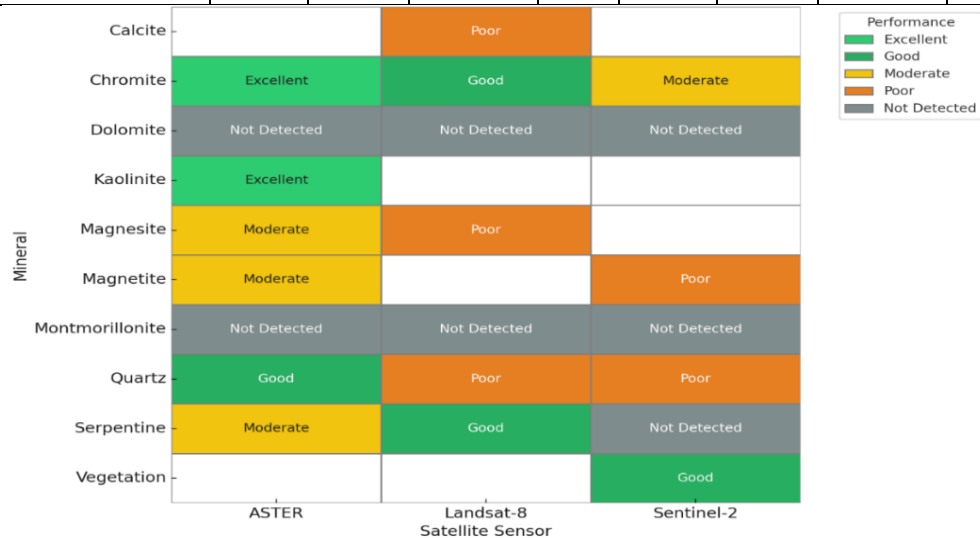 Performance
Excellent
Good
Moderate
Poor
Not Detected
Mineral
Calcite Poor
Chromite Excellent Good Moderate
Dolomite Not Detected Not Detected Not Detected
Kaolinite Excellent
Magnesite Moderate Poor
Magnetite Moderate Poor
Montmorillonite Not Detected Not Detected Not Detected
Quartz Good Poor Poor
Serpentine Moderate Good Not Detected
Vegetation Good
ASTER Landsat-8 Sentinel-2
Satellite Sensor